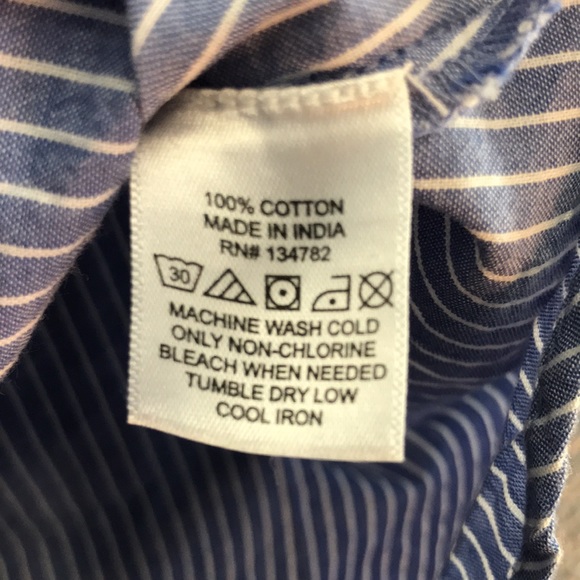 100% COTTON
MADE IN INDIA
RN# 134782
30
MACHINE WASH COLD
ONLY NON-CHLORINE
BLEACH WHEN NEEDED
TUMBLE DRY LOW
COOL IRON